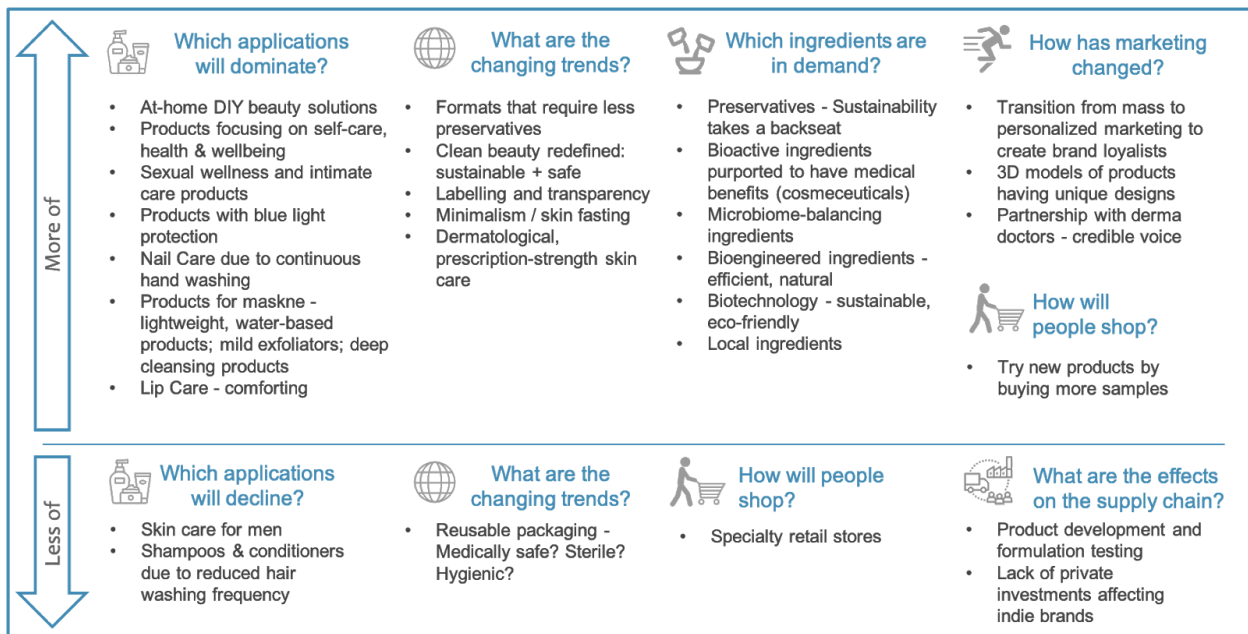 More of
Which applications
will dominate?
• At-home DIY beauty solutions
• Products focusing on self-care,
health & wellbeing
• Sexual wellness and intimate
care products
• Products with blue light
protection
• Nail Care due to continuous
hand washing
• Products for maskne -
lightweight, water-based
products; mild exfoliators; deep
cleansing products
• Lip Care - comforting
What are the
changing trends?
• Formats that require less
preservatives
• Clean beauty redefined:
sustainable + safe
• Labelling and transparency
• Minimalism / skin fasting
• Dermatological,
prescription-strength skin
care
Which ingredients are
in demand?
• Preservatives - Sustainability
takes a backseat
• Bioactive ingredients
purported to have medical
benefits (cosmeceuticals)
• Microbiome-balancing
ingredients
• Bioengineered ingredients -
efficient, natural
• Biotechnology - sustainable,
eco-friendly
• Local ingredients
How has marketing
changed?
• Transition from mass to
personalized marketing to
create brand loyalists
• 3D models of products
having unique designs
• Partnership with derma
doctors - credible voice
How will
people shop?
• Try new products by
buying more samples
Less of
Which applications
will decline?
• Skin care for men
• Shampoos & conditioners
due to reduced hair
washing frequency
What are the
changing trends?
• Reusable packaging -
Medically safe? Sterile?
Hygienic?
How will people
shop?
• Specialty retail stores
What are the effects
on the supply chain?
• Product development and
formulation testing
• Lack of private
investments affecting
indie brands